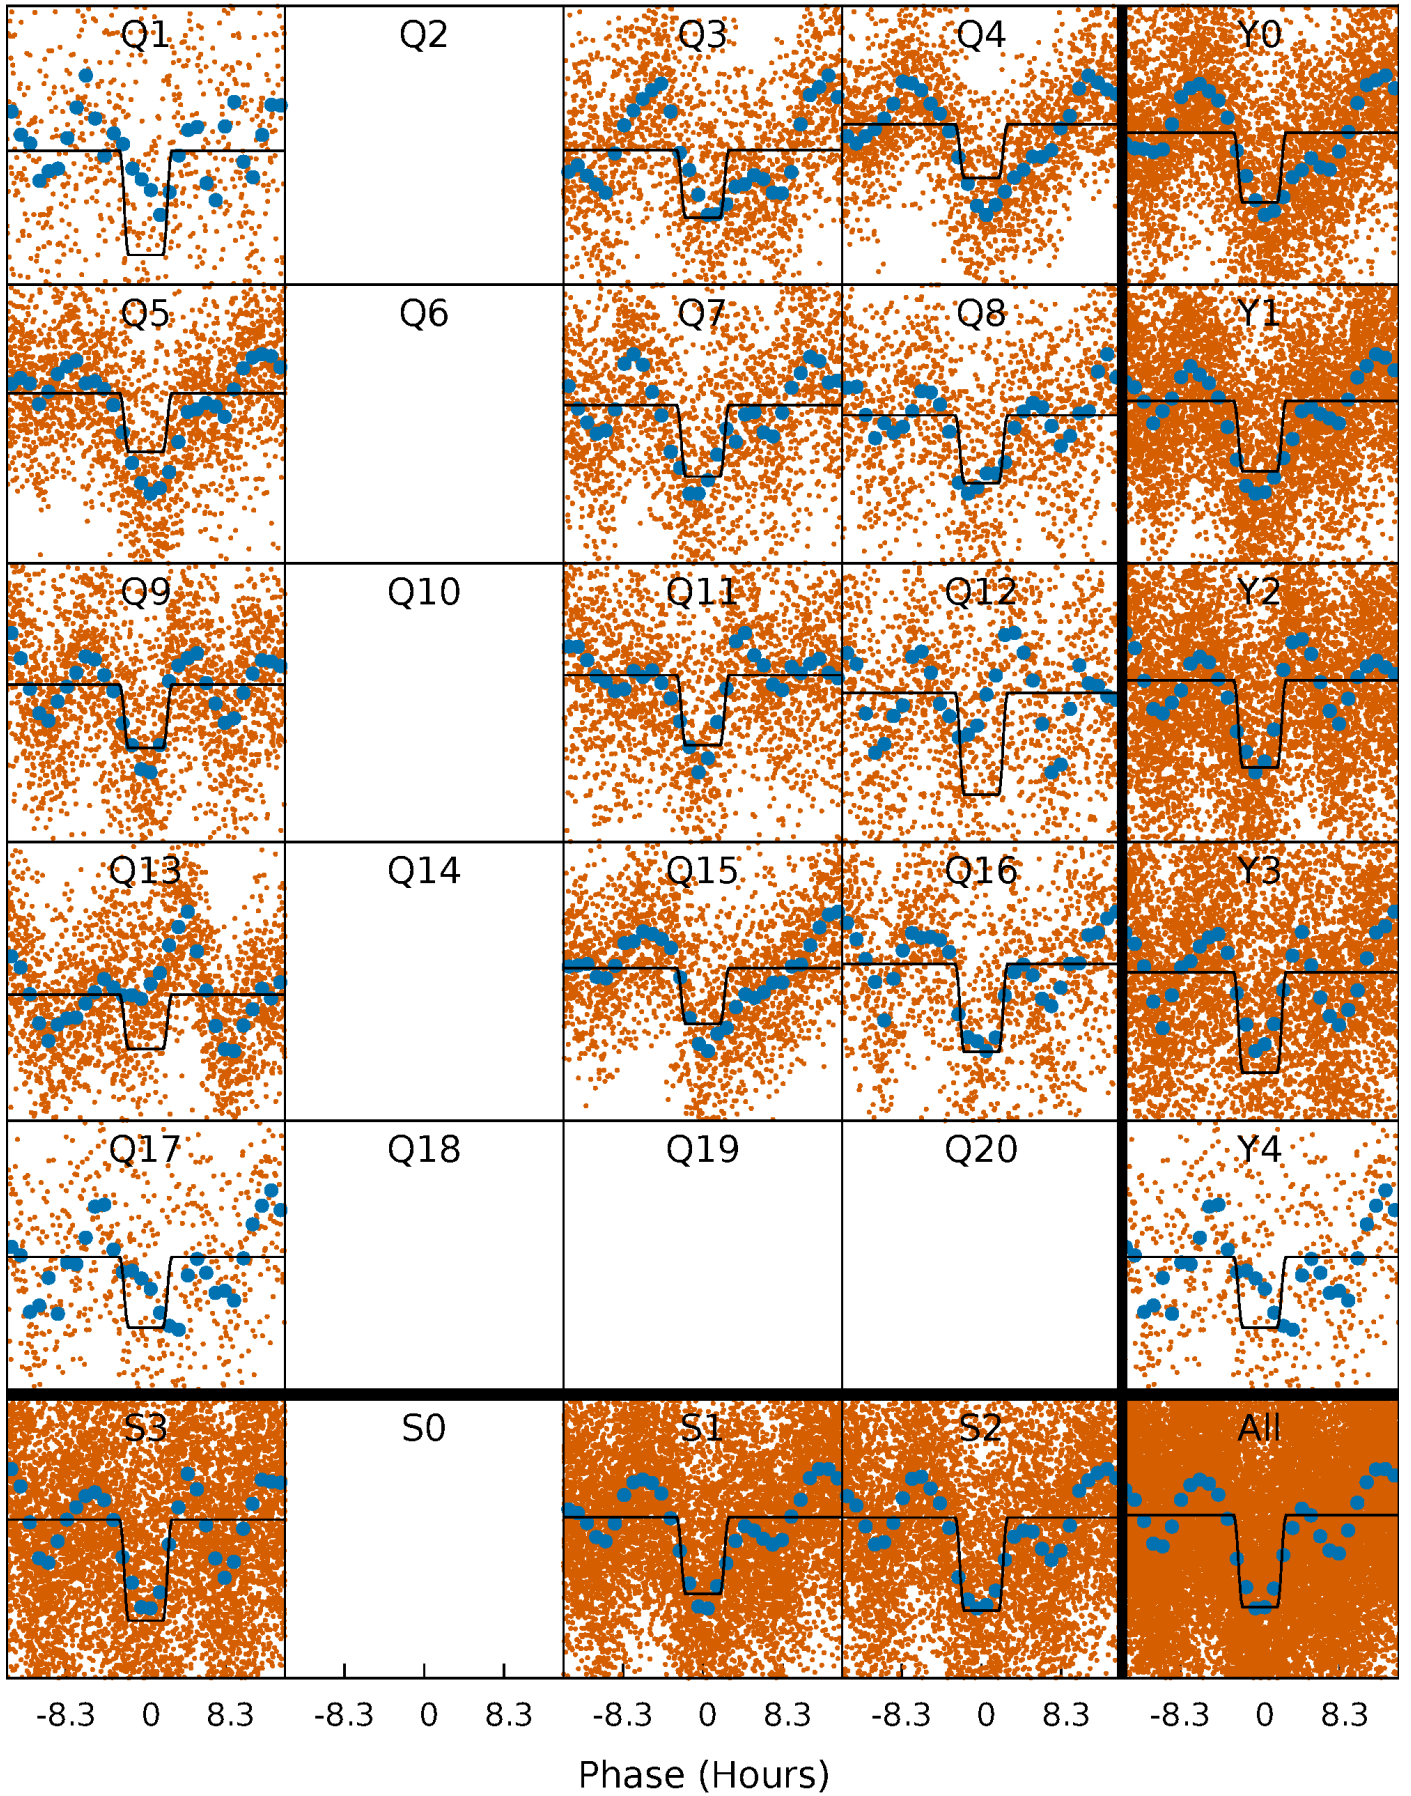 Q1 Q2 Q3 Q4 Y0
Q5 Q6 Q7 Q8 Y1
Q9 Q10 Q11 Q12 Y2
Q13 Q14 Q15 Q16 Y3
Q17 Q18 Q19 Q20 Y4
S3 S0 S1 S2 All
-8.3 0 8.3 -8.3 0 8.3 -8.3 0 8.3 -8.3 0 8.3 -8.3 0 8.3
Phase (Hours)